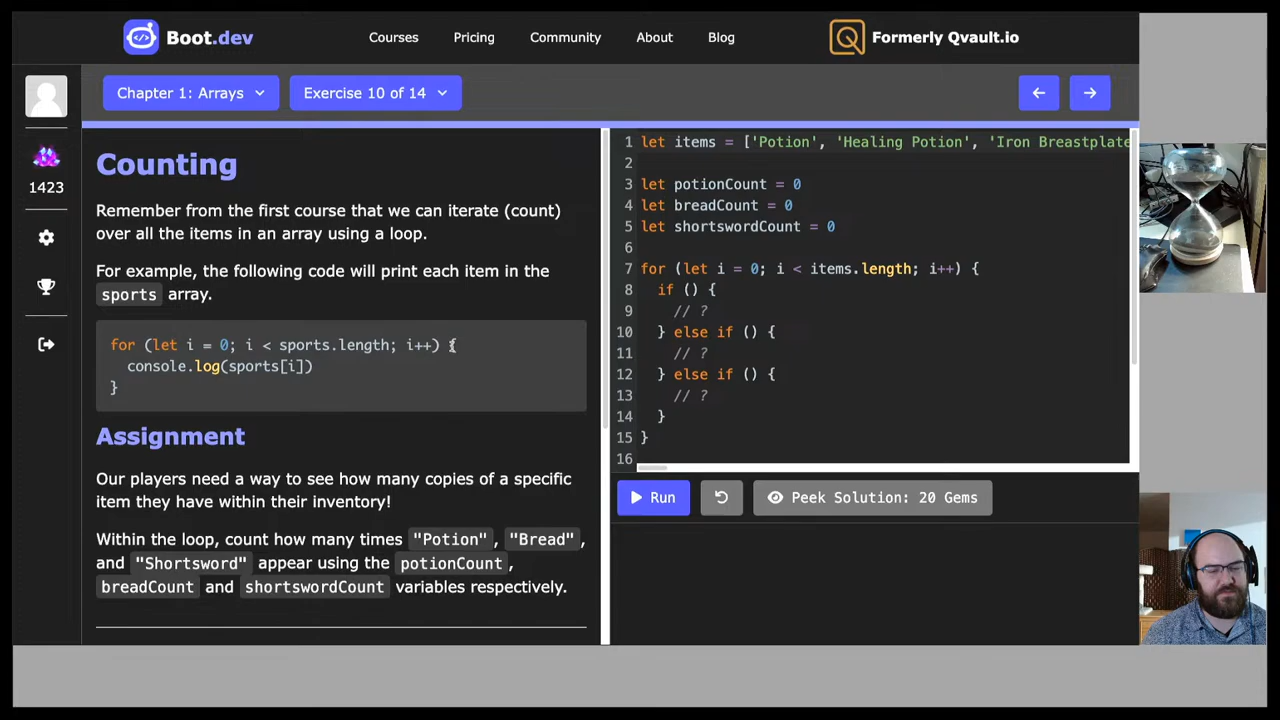 Boot.dev
Courses
Pricing
Community
About
Blog
Formerly Qvault.io
Chapter 1: Arrays
Exercise 10 of 14
1423
Counting
Remember from the first course that we can iterate (count)
over all the items in an array using a loop.
For example, the following code will print each item in the
sports array.
for (let i = 0; i < sports.length; i++) {
console.log(sports[i])
}
Assignment
Our players need a way to see how many copies of a specific
item they have within their inventory!
Within the loop, count how many times "Potion", "Bread",
and "Shortsword" appear using the potionCount,
breadCount and shortswordCount variables respectively.
1 let items = ['Potion', 'Healing Potion', 'Iron Breastplate
2
3 let potionCount = 0
4 let breadCount = 0
5 let shortswordCount = 0
6
7 for (let i = 0; i < items.length; i++) {
8 if () {
9 // ?
10 } else if () {
11 // ?
12 } else if () {
13 // ?
14 }
15 }
16
Run
Peek Solution: 20 Gems